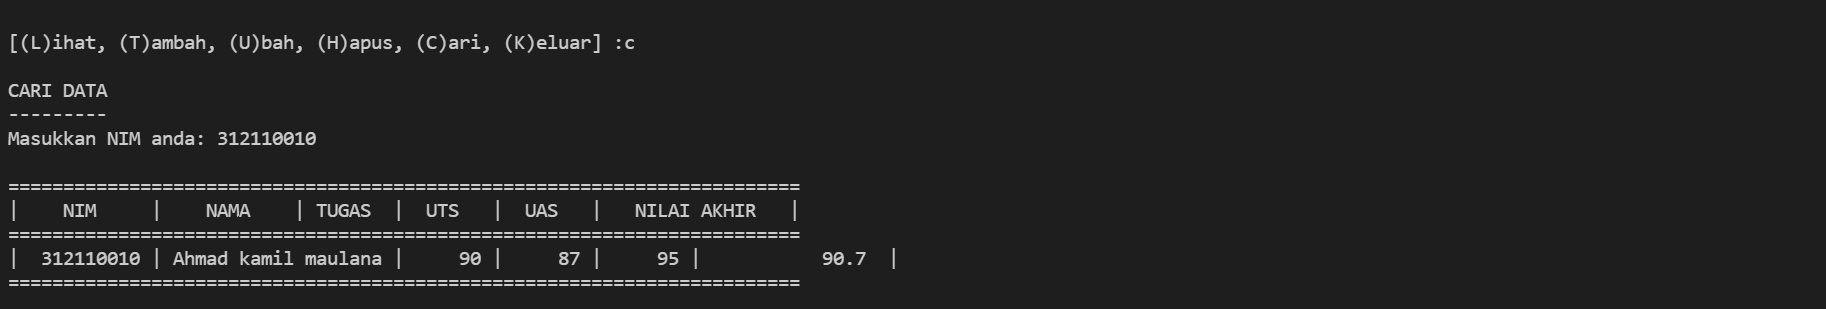 [(L)ihat, (T)ambah, (U)bah, (H)apus, (C)ari, (K)eluar] :c
CARI DATA
---------
Masukkan NIM anda: 312110010
========================================================================
|    NIM     |    NAMA    | TUGAS  |  UTS   |  UAS   |   NILAI AKHIR   |
========================================================================
|  312110010 | Ahmad kamil maulana |     90 |     87 |     95 |           90.7  |
========================================================================